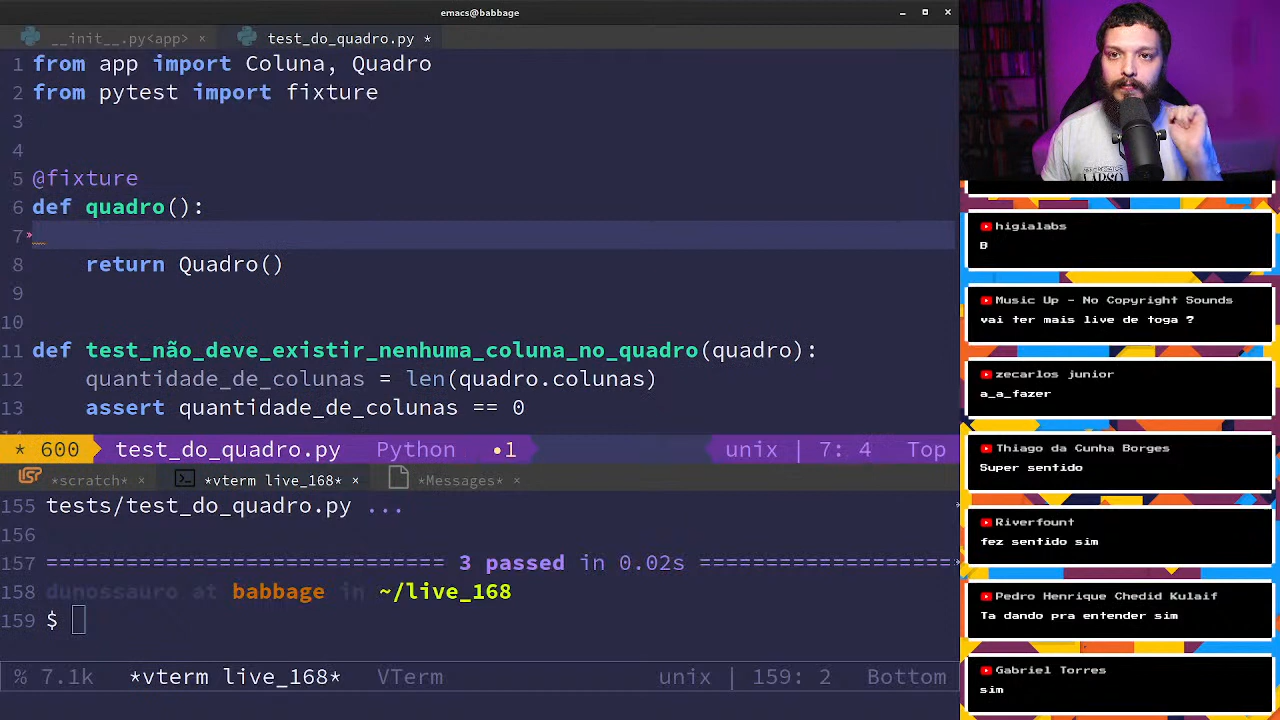 emacs@babbage
__init__.py<app> ×
test_do_quadro.py ×
1 from app import Coluna, Quadro
2 from pytest import fixture
3
4
5 @fixture
6 def quadro():
7
8 return Quadro()
9
10
11 def test_não_deve_existir_nenhuma_coluna_no_quadro(quadro):
12 quantidade_de_colunas = len(quadro.colunas)
13 assert quantidade_de_colunas == 0
* 600 test_do_quadro.py Python •1 unix | 7: 4 Top
*scratch* × *vterm live_168* × *Messages* ×
155 tests/test_do_quadro.py ...
156
157 ============================== 3 passed in 0.02s ===================
158 dunossauro at babbage in ~/live_168
159 $
% 7.1k *vterm live_168* VTerm unix | 159: 2 Bottom
higialabs
B
Music Up - No Copyright Sounds
vai ter mais live de toga ?
zecarlos junior
a_a_fazer
Thiago da Cunha Borges
Super sentido
Riverfount
fez sentido sim
Pedro Henrique Chedid Kulaif
Ta dando pra entender sim
Gabriel Torres
sim